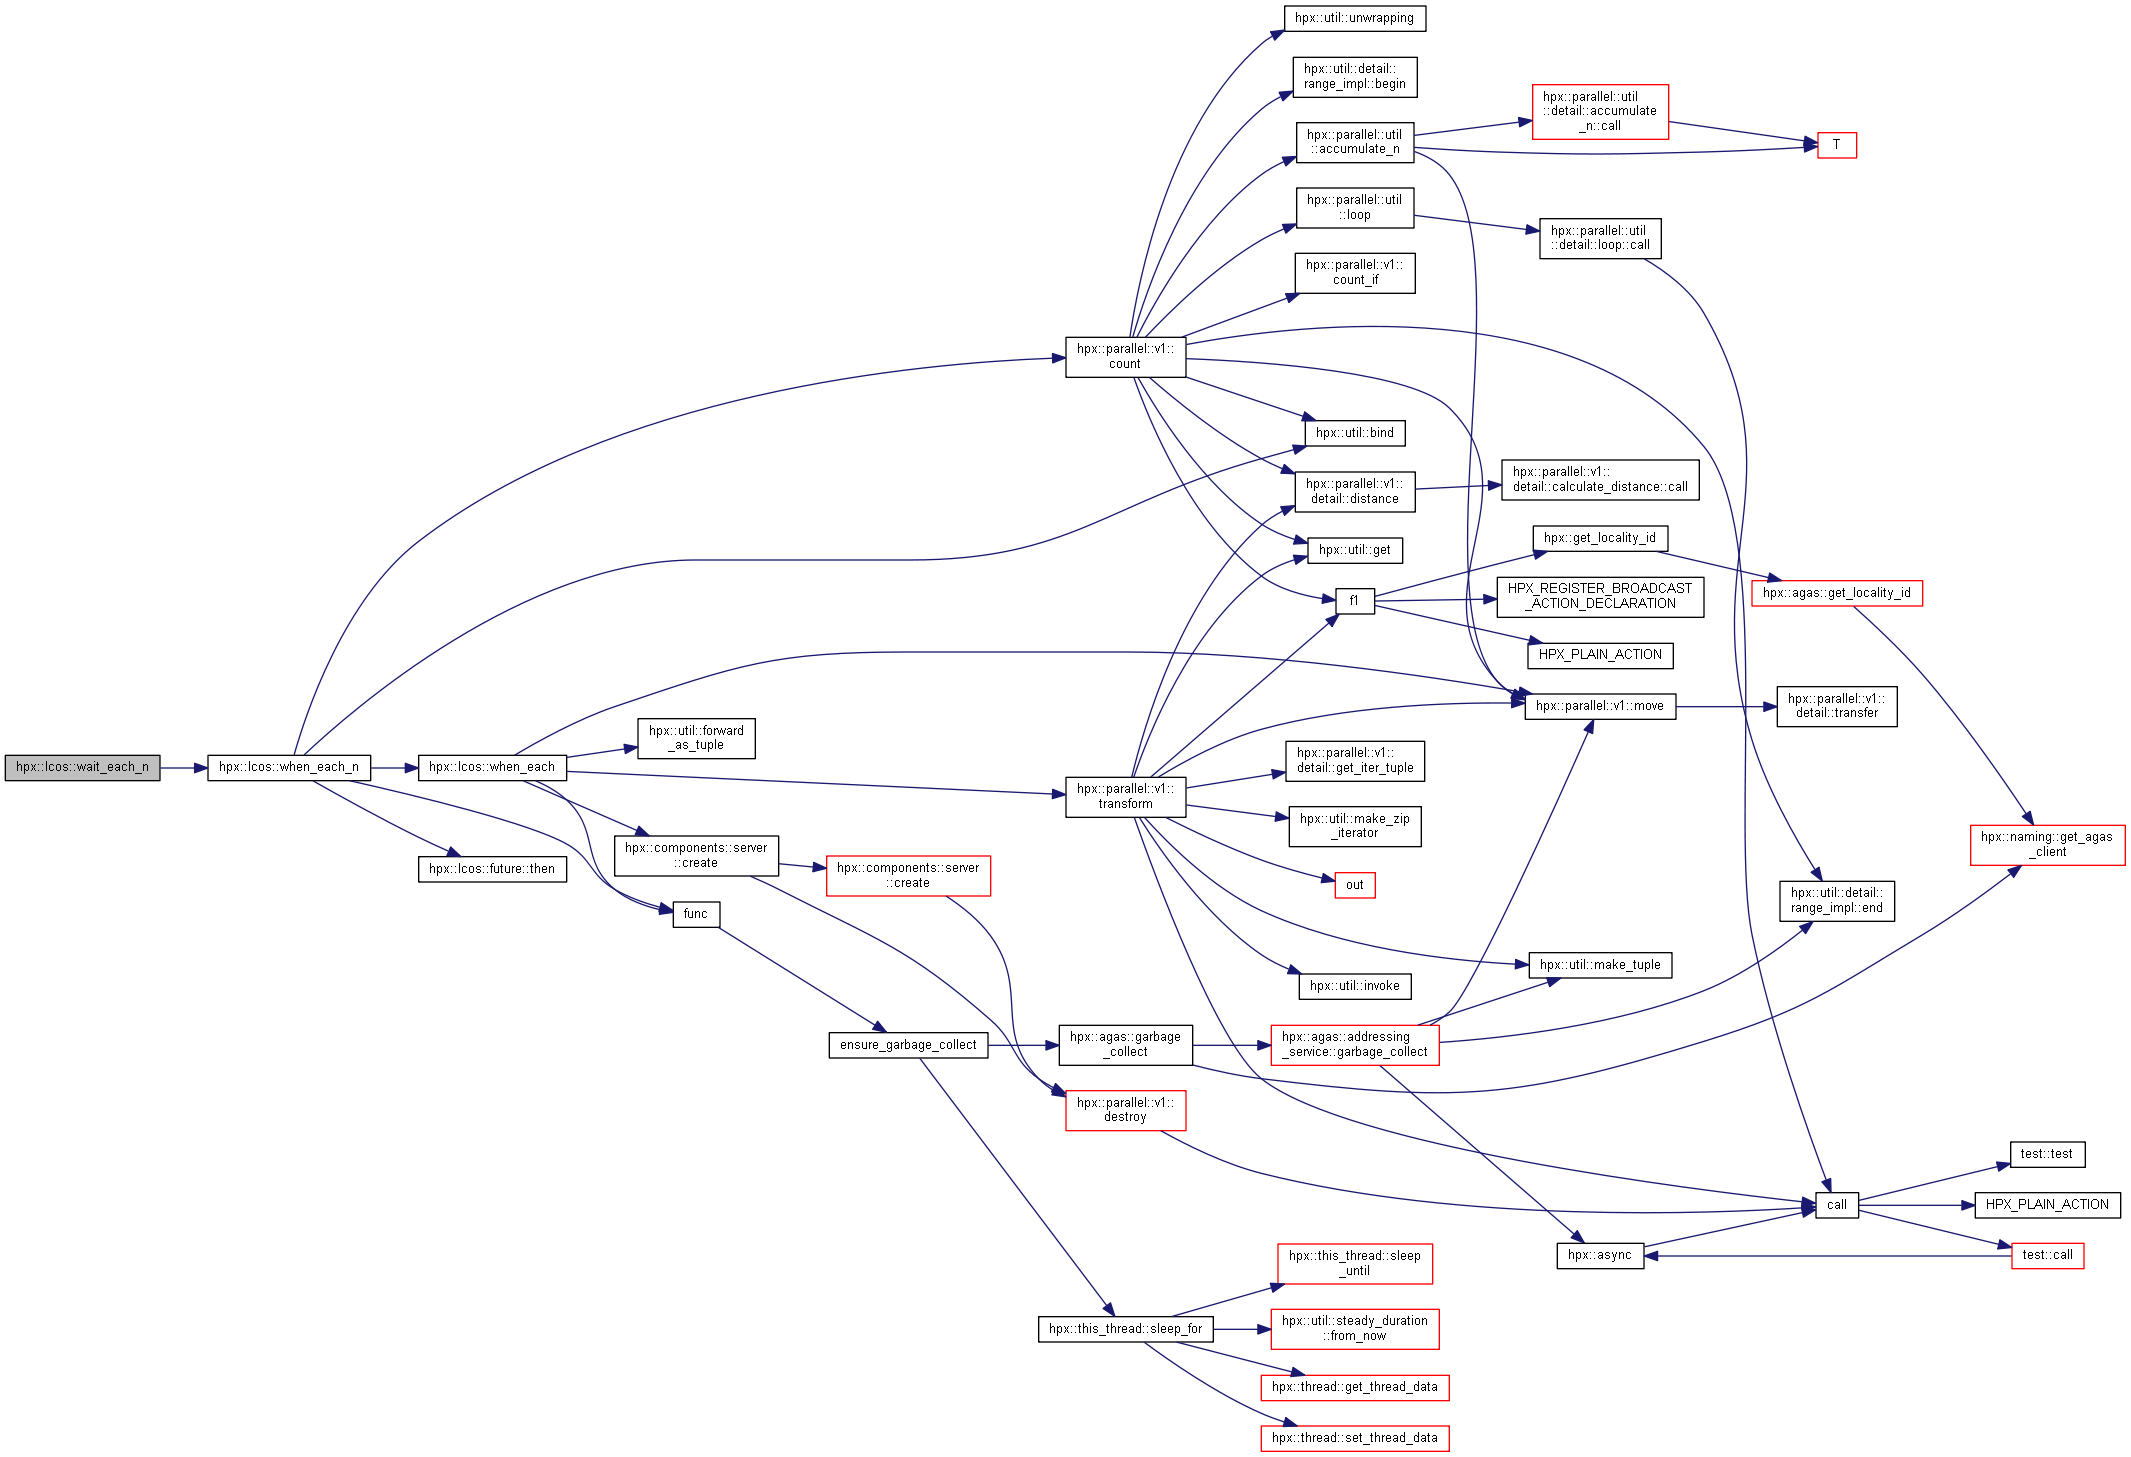 hpx::lcos::wait_each_n
hpx::lcos::when_each_n
hpx::lcos::when_each
hpx::lcos::future::then
hpx::util::forward
_as_tuple
hpx::components::server
::create
func
hpx::components::server
::create
ensure_garbage_collect
hpx::parallel::v1::
count
hpx::parallel::v1::
transform
hpx::agas::garbage
_collect
hpx::parallel::v1::
destroy
hpx::this_thread::sleep_for
hpx::util::unwrapping
hpx::util::detail::
range_impl::begin
hpx::parallel::util
::accumulate_n
hpx::parallel::util
::loop
hpx::parallel::v1::
count_if
hpx::util::bind
hpx::parallel::v1::
detail::distance
hpx::util::get
f1
hpx::parallel::v1::
detail::get_iter_tuple
hpx::util::make_zip
_iterator
out
hpx::util::invoke
hpx::agas::addressing
_service::garbage_collect
hpx::this_thread::sleep
_until
hpx::util::steady_duration
::from_now
hpx::thread::get_thread_data
hpx::thread::set_thread_data
hpx::parallel::util
::detail::accumulate
_n::call
hpx::parallel::util
::detail::loop::call
hpx::parallel::v1::
detail::calculate_distance::call
hpx::get_locality_id
HPX_REGISTER_BROADCAST
_ACTION_DECLARATION
HPX_PLAIN_ACTION
hpx::parallel::v1::move
hpx::util::make_tuple
hpx::async
T
hpx::agas::get_locality_id
hpx::parallel::v1::
detail::transfer
hpx::util::detail::
range_impl::end
call
hpx::naming::get_agas
_client
test::test
HPX_PLAIN_ACTION
test::call